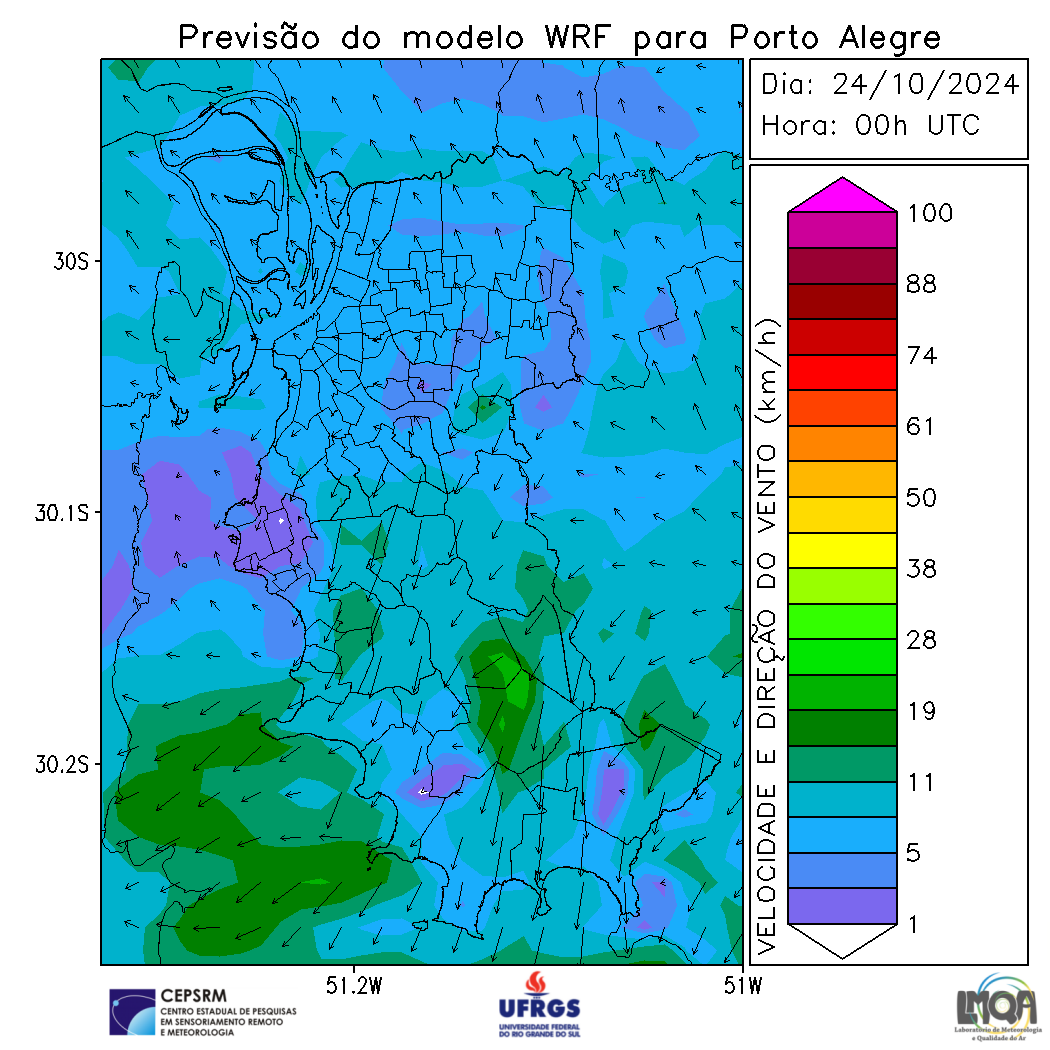 Previsão do modelo WRF para Porto Alegre
Dia: 24/10/2024
Hora: 00h UTC
30S
30.1S
30.2S
51.2W
51W
VELOCIDADE E DIREÇÃO DO VENTO (km/h)
100
88
74
61
50
38
28
19
11
5
1
CEPSRM
CENTRO ESTADUAL DE PESQUISAS
EM SENSORIAMENTO REMOTO
E METEOROLOGIA
UFRGS
UNIVERSIDADE FEDERAL
DO RIO GRANDE DO SUL
LMQA
Laboratório de Meteorologia
e Qualidade do Ar